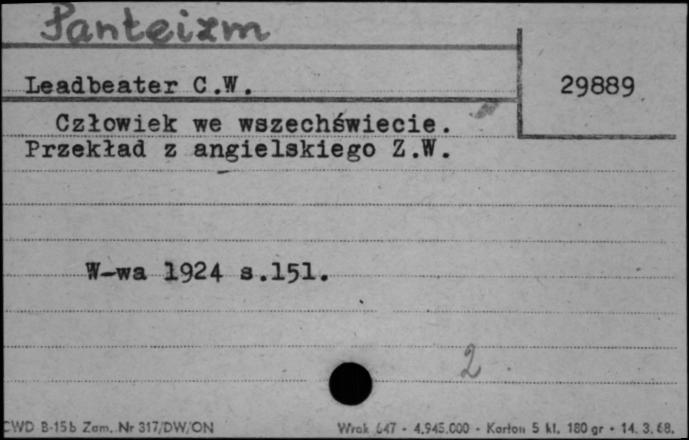 Panteizm
Leadbeater C.W.
29889
Człowiek we wszechświecie.
Przekład z angielskiego Z.W.
W-wa 1924 s.151.
2
CWD B-15b Zam. Nr 317/DW/ON
Wrak 647 - 4.945.000 - Karton 5 kl. 180 gr - 14. 3. 68.